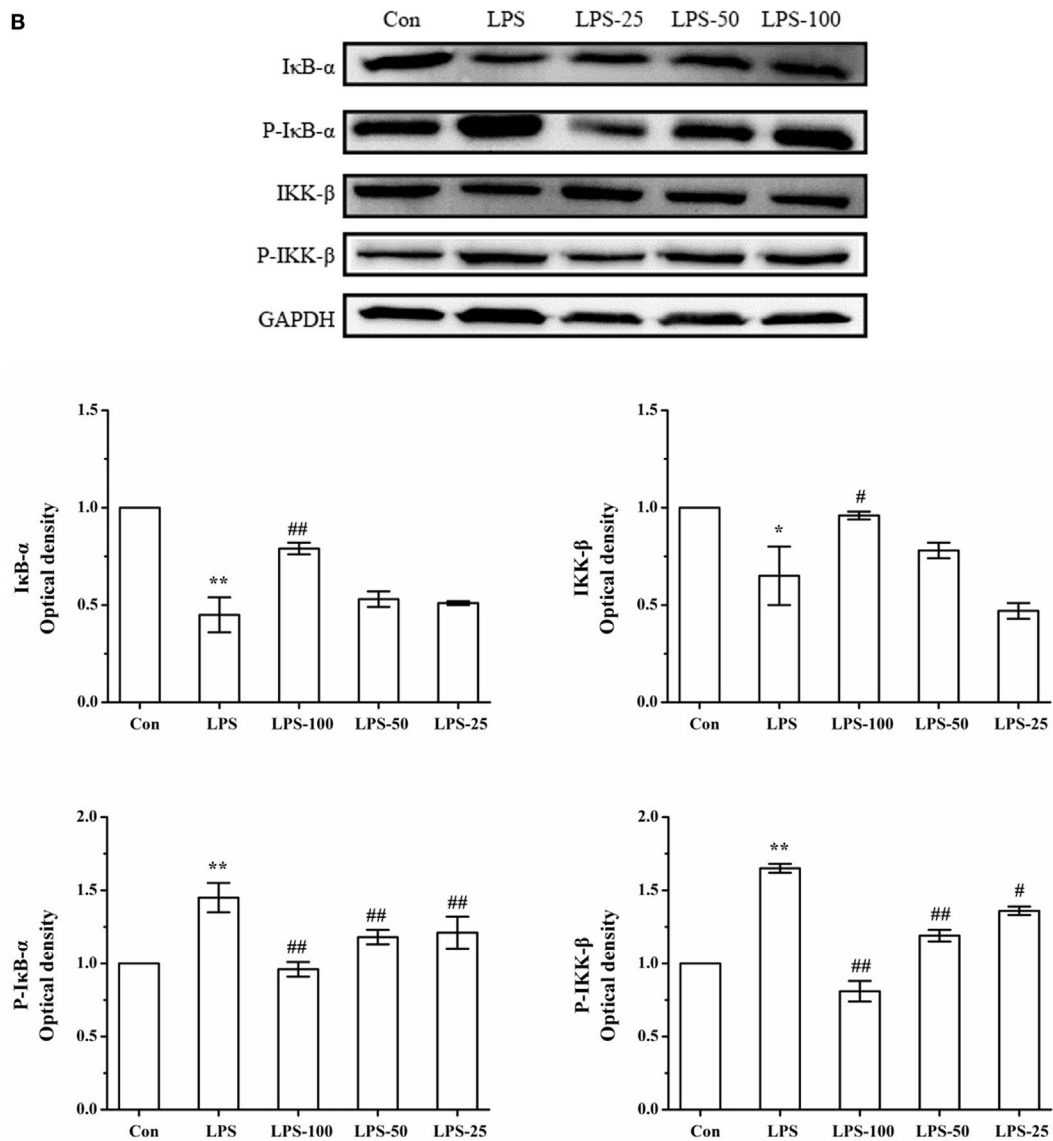 B
Con LPS LPS-25 LPS-50 LPS-100
IκB-α
P-IκB-α
IKK-β
P-IKK-β
GAPDH
IκB-α
Optical density
1.5
1.0
0.5
0.0
**
##
Con LPS LPS-100 LPS-50 LPS-25
IKK-β
Optical density
1.5
1.0
0.5
0.0
*
#
Con LPS LPS-100 LPS-50 LPS-25
P-IκB-α
Optical density
2.0
1.5
1.0
0.5
0.0
**
##
##
##
Con LPS LPS-100 LPS-50 LPS-25
P-IKK-β
Optical density
2.0
1.5
1.0
0.5
0.0
**
##
##
#
Con LPS LPS-100 LPS-50 LPS-25